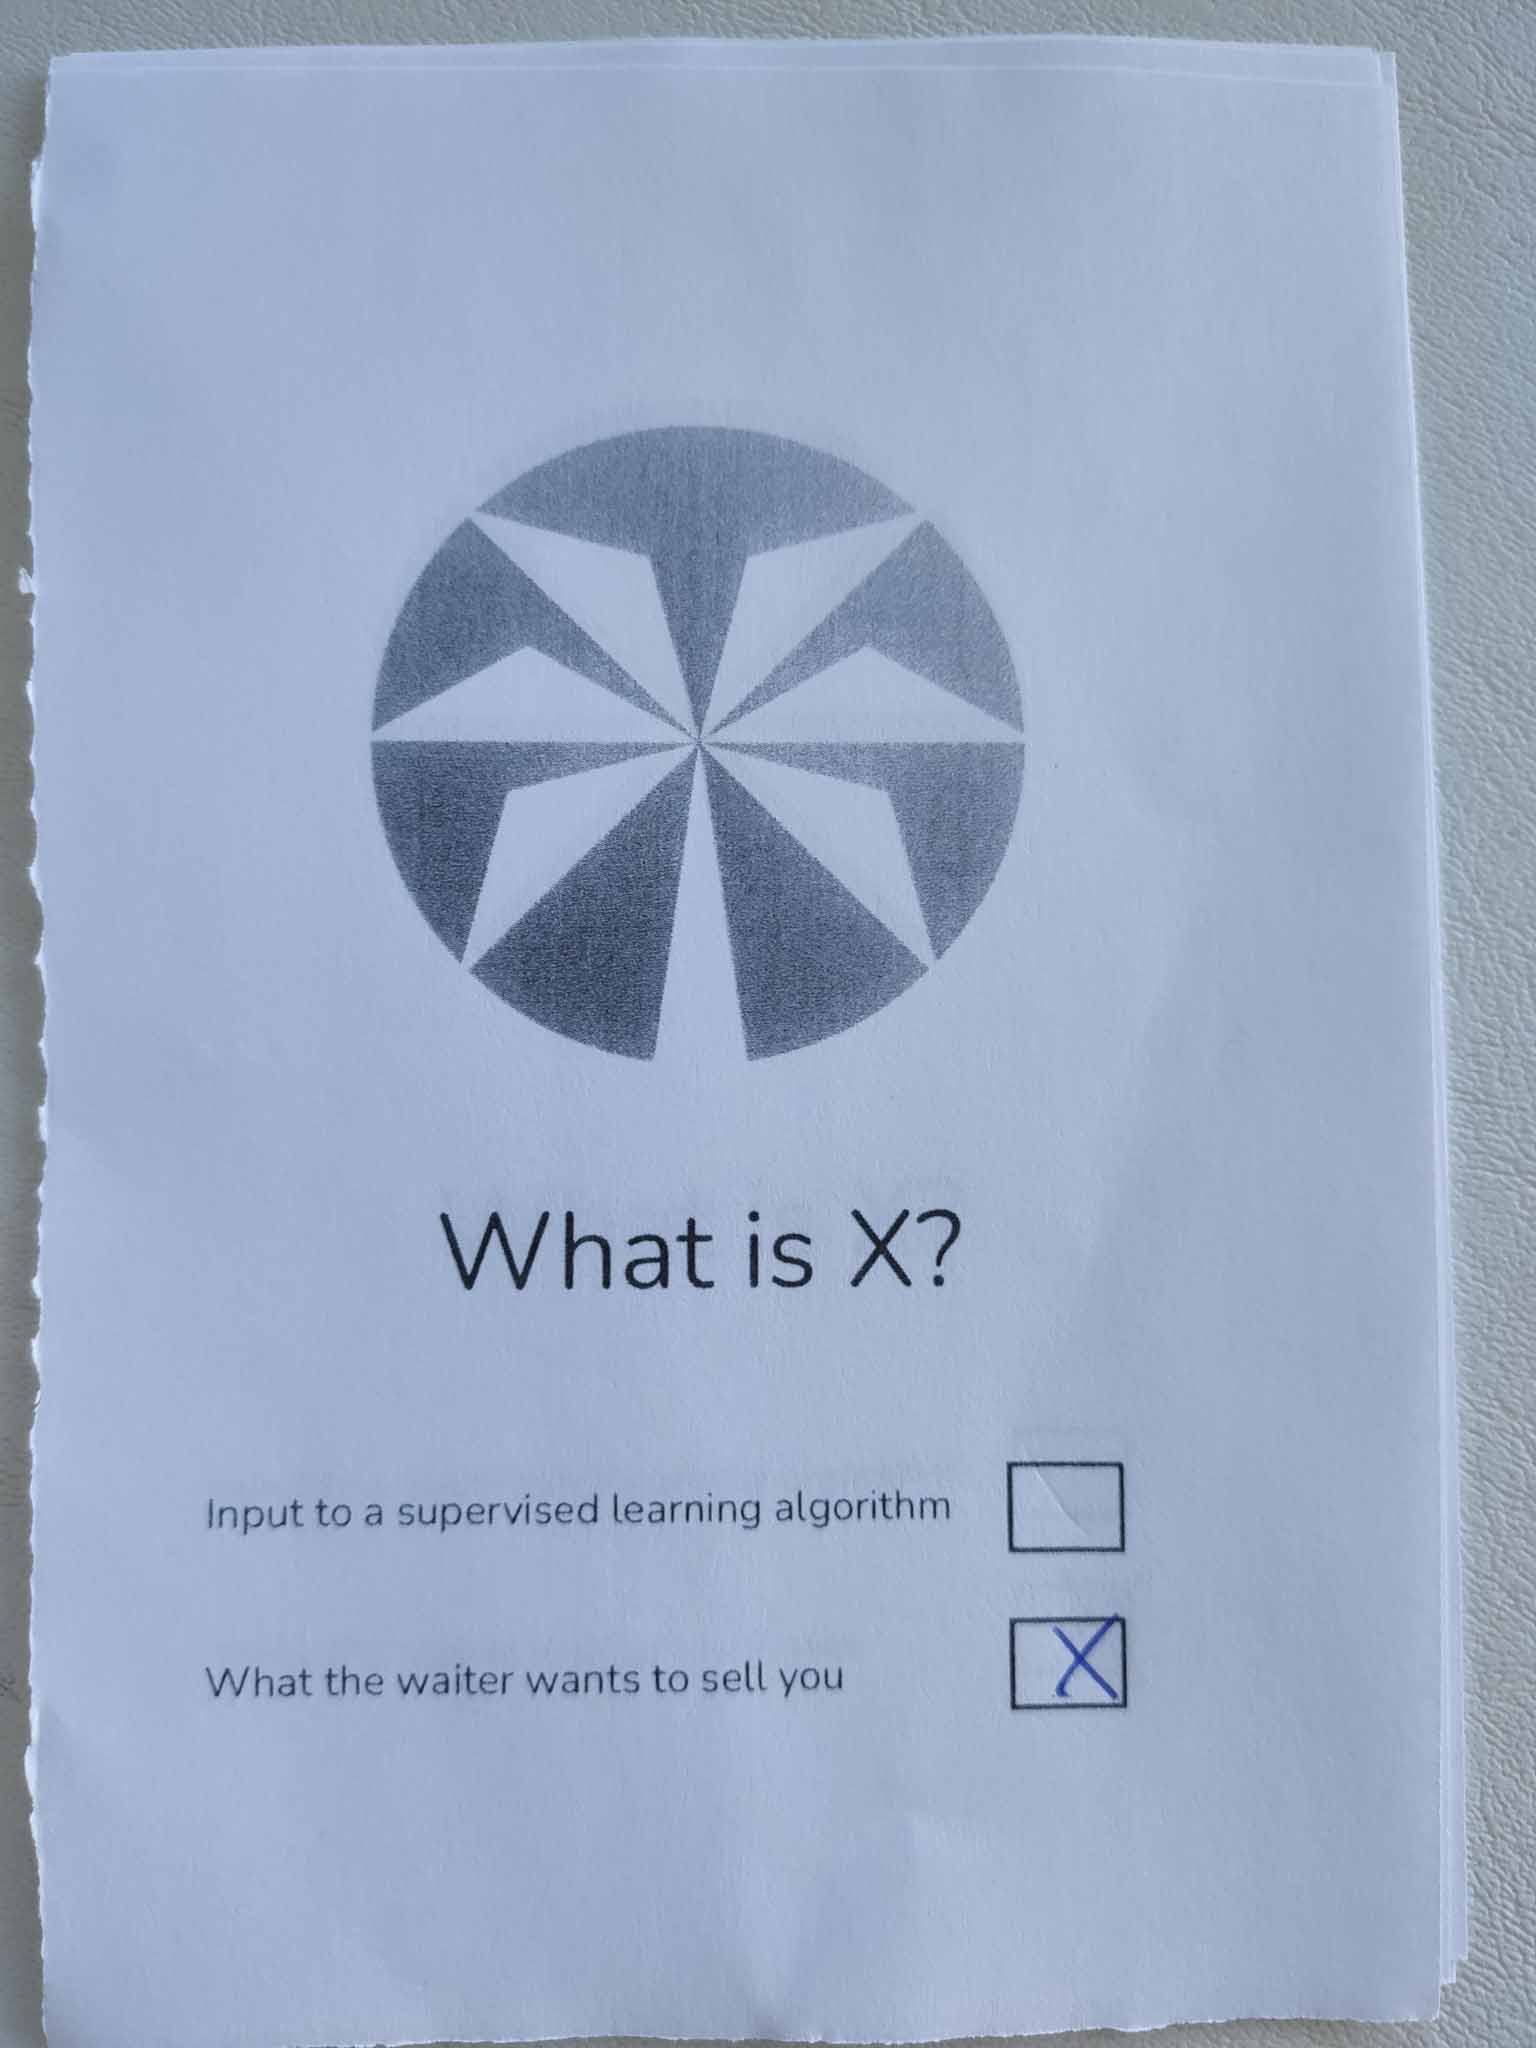 What is X?
Input to a supervised learning algorithm
What the waiter wants to sell you X